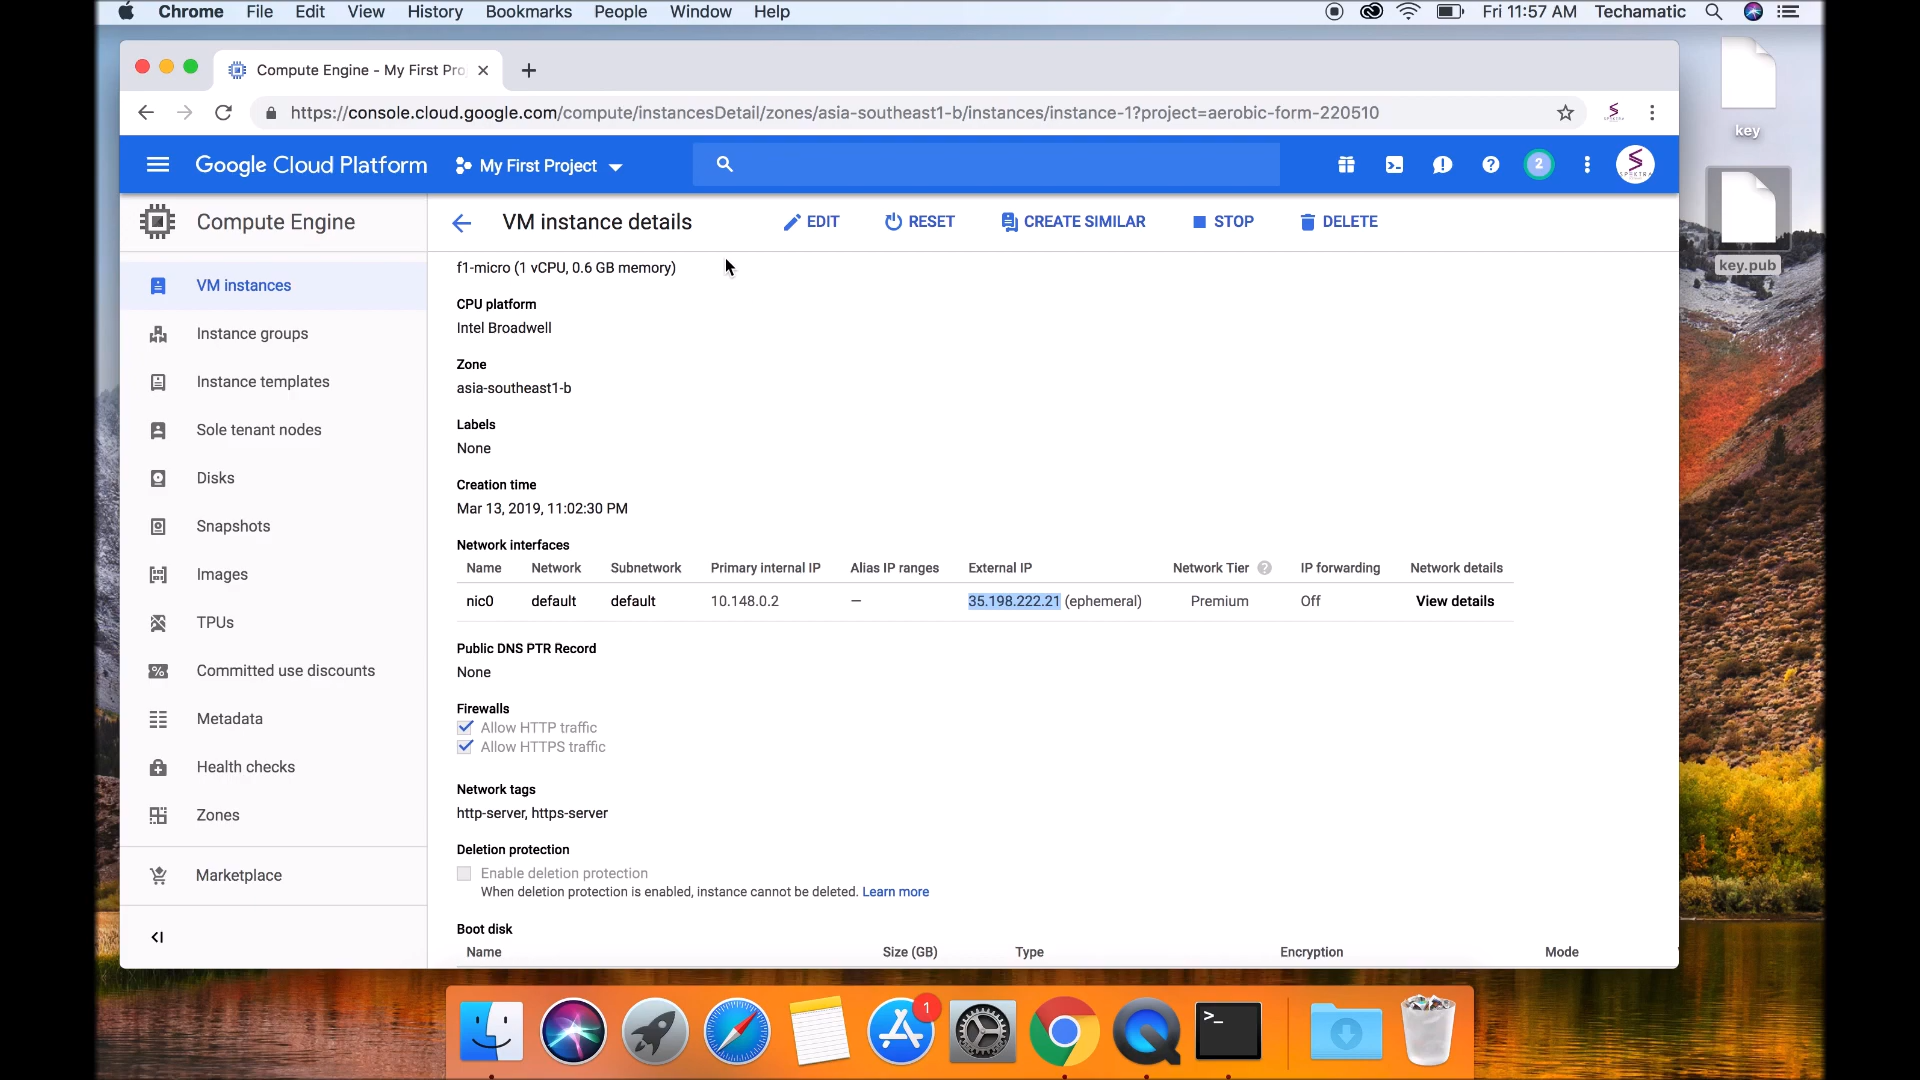 Chrome File Edit View History Bookmarks People Window Help Fri 11:57 AM Techamatic
Compute Engine - My First Pro
https://console.cloud.google.com/compute/instancesDetail/zones/asia-southeast1-b/instances/instance-1?project=aerobic-form-220510
key
key.pub
Google Cloud Platform My First Project 2
Compute Engine
VM instance details EDIT RESET CREATE SIMILAR STOP DELETE
VM instances
Instance groups
Instance templates
Sole tenant nodes
Disks
Snapshots
Images
TPUs
Committed use discounts
Metadata
Health checks
Zones
Marketplace
f1-micro (1 vCPU, 0.6 GB memory)
CPU platform
Intel Broadwell
Zone
asia-southeast1-b
Labels
None
Creation time
Mar 13, 2019, 11:02:30 PM
Network interfaces
Name Network Subnetwork Primary internal IP Alias IP ranges External IP Network Tier ? IP forwarding Network details
nic0 default default 10.148.0.2 — 35.198.222.21 (ephemeral) Premium Off View details
Public DNS PTR Record
None
Firewalls
Allow HTTP traffic
Allow HTTPS traffic
Network tags
http-server, https-server
Deletion protection
Enable deletion protection
When deletion protection is enabled, instance cannot be deleted. Learn more
Boot disk
Name Size (GB) Type Encryption Mode
1